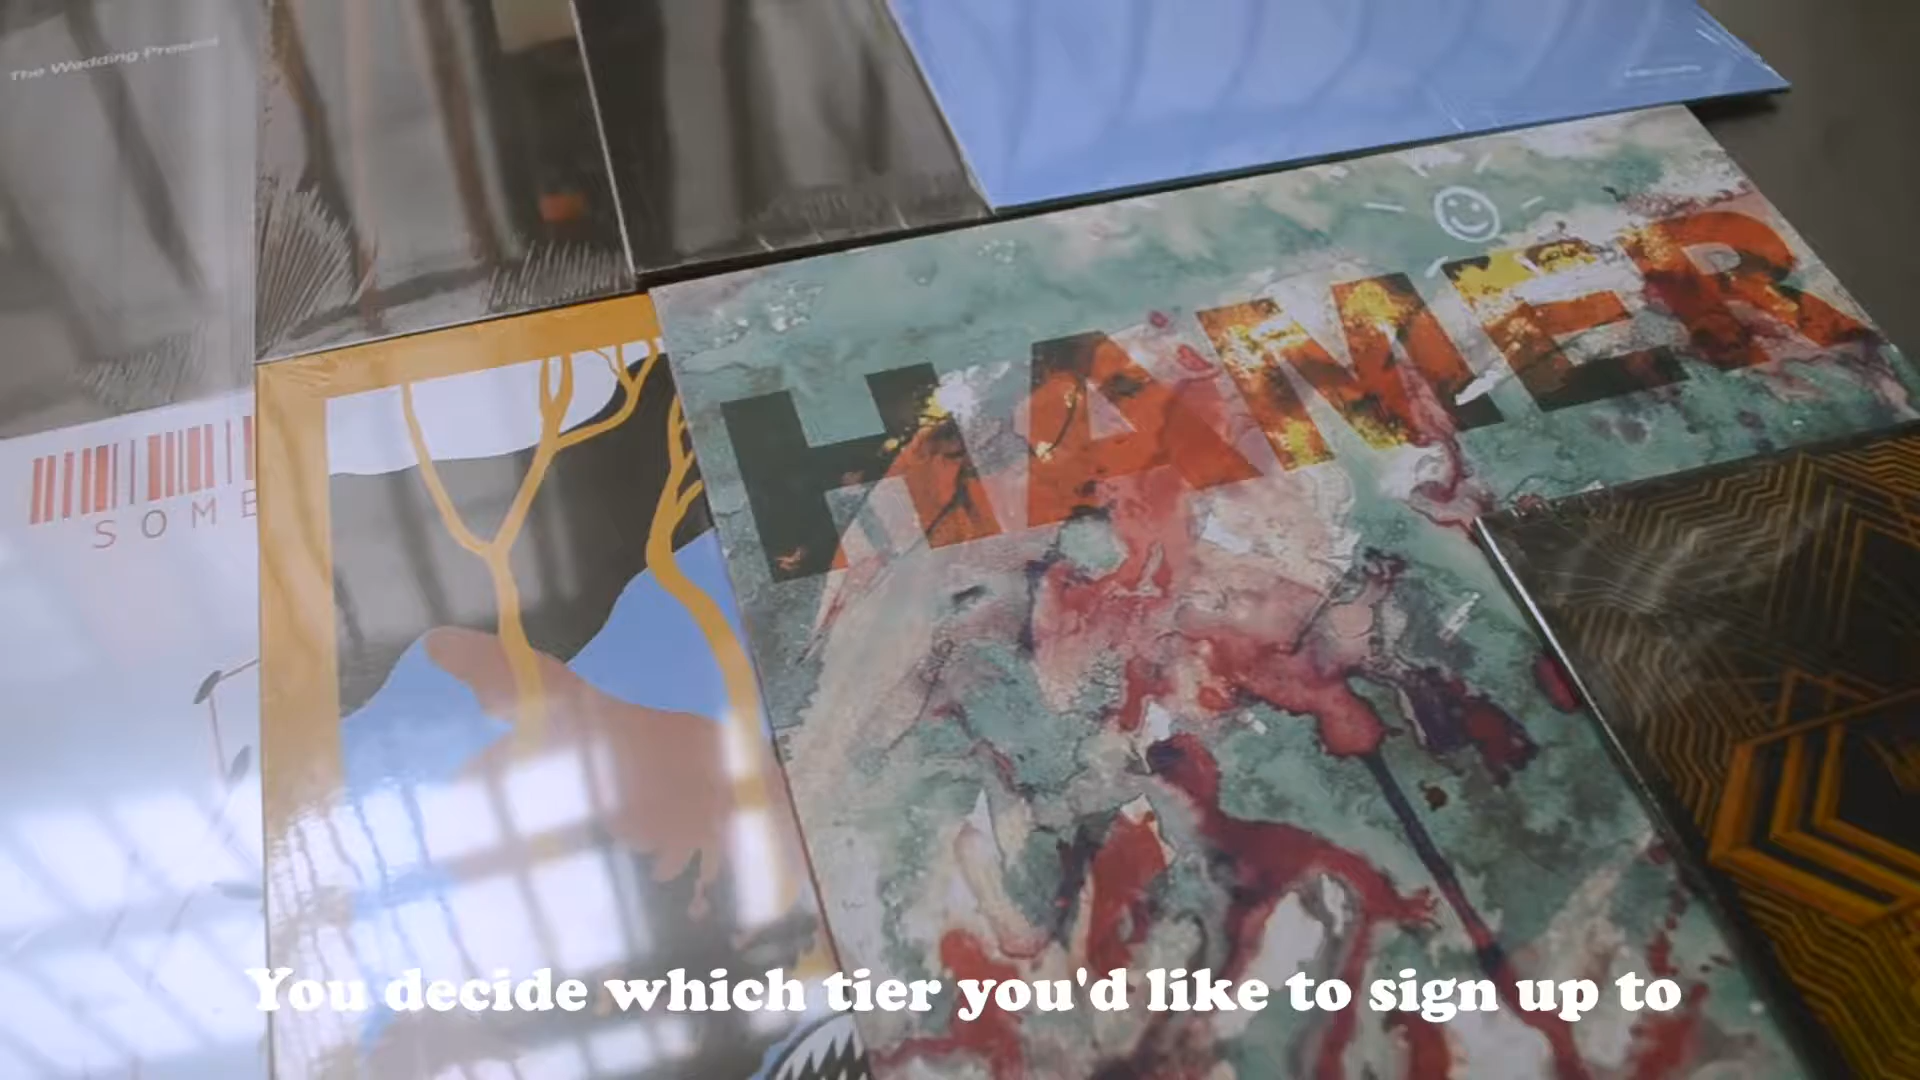 The Wedding Present
HAMER
SOME
You decide which tier you'd like to sign up to